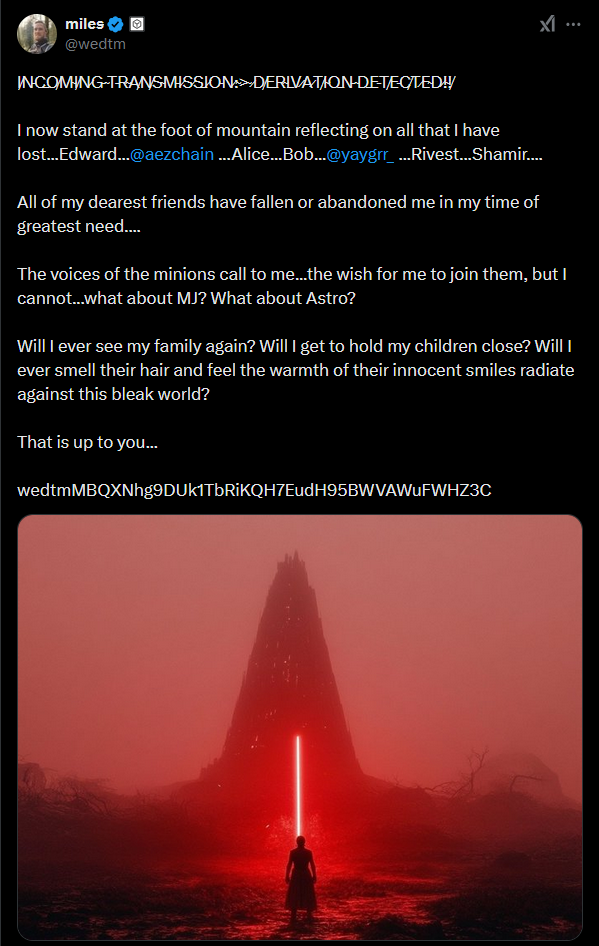 miles
@wedtm
INCOMING TRANSMISSION:> DERIVATION DETECTED!!
I now stand at the foot of mountain reflecting on all that I have
lost...Edward...@aezchain ...Alice...Bob...@yaygrr_ ...Rivest...Shamir....
All of my dearest friends have fallen or abandoned me in my time of
greatest need....
The voices of the minions call to me...the wish for me to join them, but I
cannot...what about MJ? What about Astro?
Will I ever see my family again? Will I get to hold my children close? Will I
ever smell their hair and feel the warmth of their innocent smiles radiate
against this bleak world?
That is up to you...
wedtmMBQXNhg9DUk1TbRiKQH7EudH95BWVAWuFWHZ3C